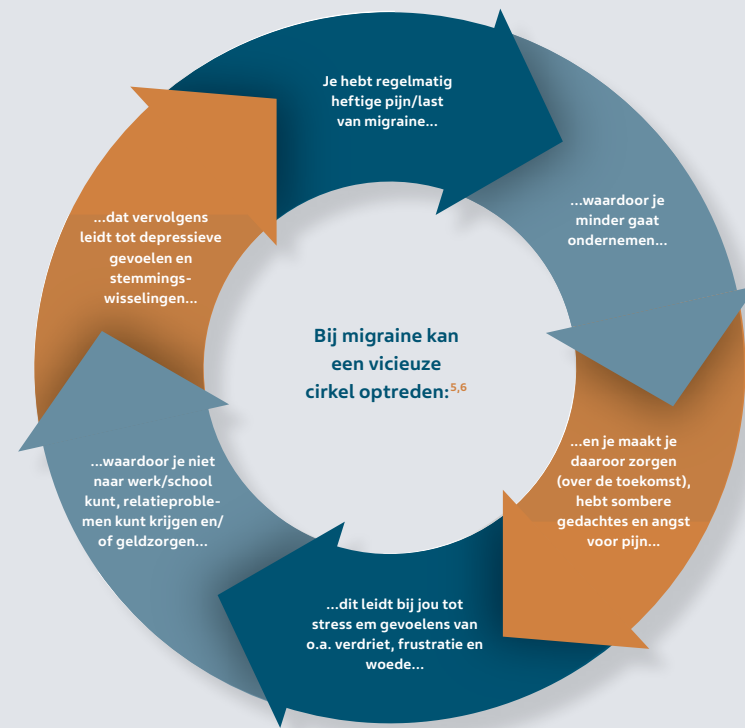 Je hebt regelmatig
heftige pijn/last
van migraine...
...waardoor je
minder gaat
ondernemen...
...en je maakt je
daaroor zorgen
(over de toekomst),
hebt sombere
gedachtes en angst
voor pijn...
...dit leidt bij jou tot
stress em gevoelens van
o.a. verdriet, frustratie en
woede...
...waardoor je niet
naar werk/school
kunt, relatieproble-
men kunt krijgen en/
of geldzorgen...
...dat vervolgens
leidt tot depressieve
gevoelen en
stemmings-
wisselingen...
Bij migraine kan
een vicieuze
cirkel optreden:5,6